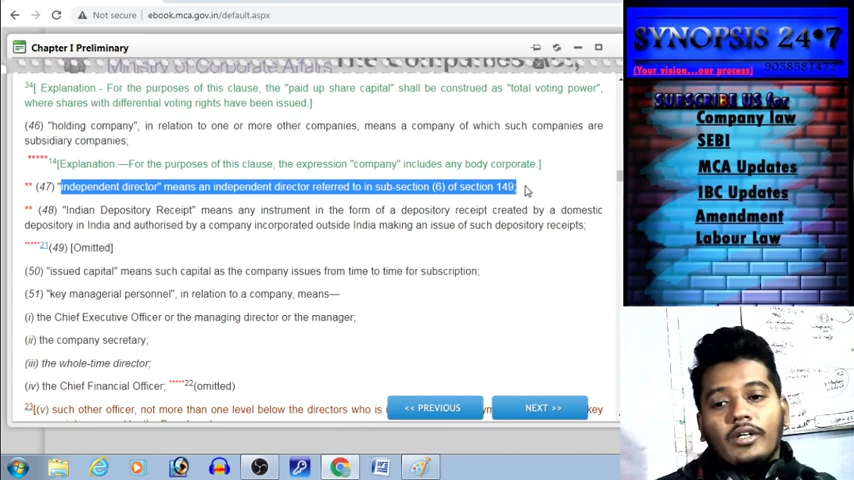 Not secure | ebook.mca.gov.in/default.aspx
Chapter I Preliminary
Ministry of Corporate Affairs
The Companies Act,
34[ Explanation.- For the purposes of this clause, the "paid up share capital" shall be construed as "total voting power",
where shares with differential voting rights have been issued.]
(46) "holding company", in relation to one or more other companies, means a company of which such companies are
subsidiary companies;
*****14[Explanation.—For the purposes of this clause, the expression "company" includes any body corporate.]
** (47) "independent director" means an independent director referred to in sub-section (6) of section 149;
** (48) "Indian Depository Receipt" means any instrument in the form of a depository receipt created by a domestic
depository in India and authorised by a company incorporated outside India making an issue of such depository receipts;
*****21(49) [Omitted]
(50) "issued capital" means such capital as the company issues from time to time for subscription;
(51) "key managerial personnel", in relation to a company, means—
(i) the Chief Executive Officer or the managing director or the manager;
(ii) the company secretary;
(iii) the whole-time director;
(iv) the Chief Financial Officer; *****22(omitted)
23[(v) such other officer, not more than one level below the directors who is
key
<< PREVIOUS
NEXT >>
SYNOPSIS 24*7
9038581472
(Your vision...our process)
SUBSCRIBE US for
Company law
SEBI
MCA Updates
IBC Updates
Amendment
Labour Law